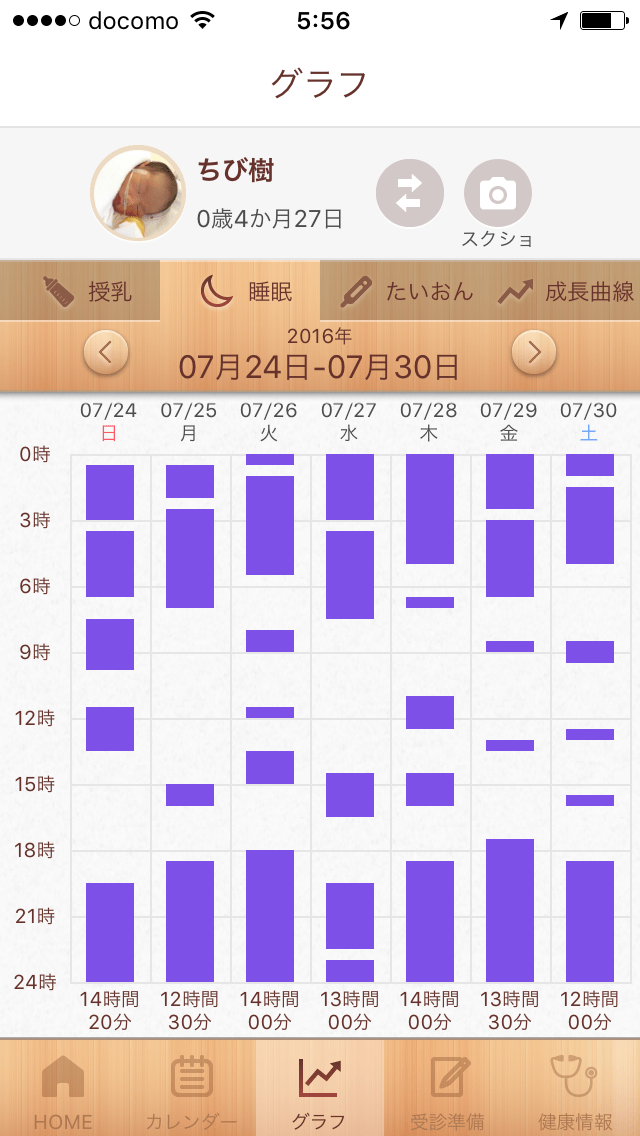 docomo 5:56
グラフ
ちび樹
0歳4か月27日
スクショ
授乳 睡眠 たいおん 成長曲線
2016年
07月24日-07月30日
07/24 07/25 07/26 07/27 07/28 07/29 07/30
日 月 火 水 木 金 土
0時
3時
6時
9時
12時
15時
18時
21時
24時
14時間 12時間 14時間 13時間 14時間 13時間 12時間
20分 30分 00分 00分 00分 30分 00分
HOME カレンダー グラフ 受診準備 健康情報